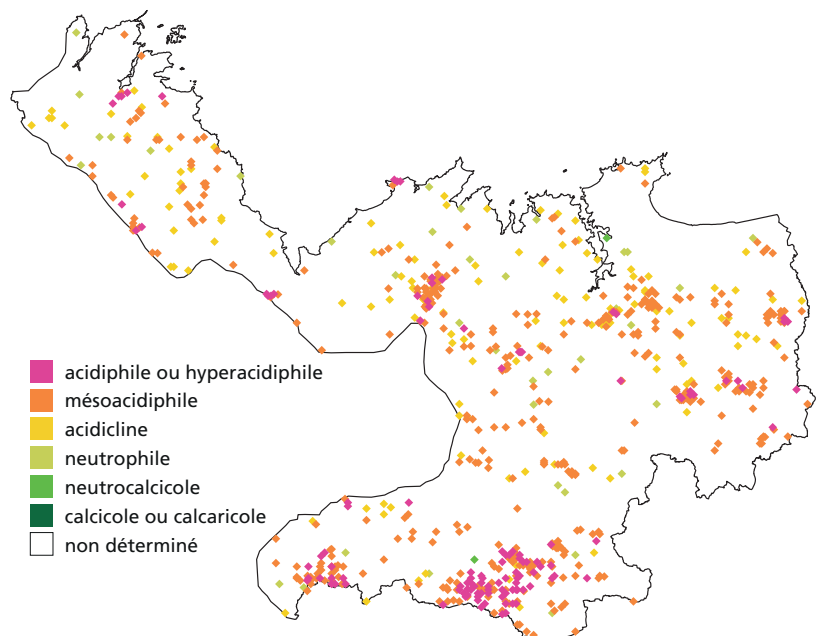 acidiphile ou hyperacidiphile
mésoacidiphile
acidicline
neutrophile
neutrocalcicole
calcicole ou calcaricole
non déterminé